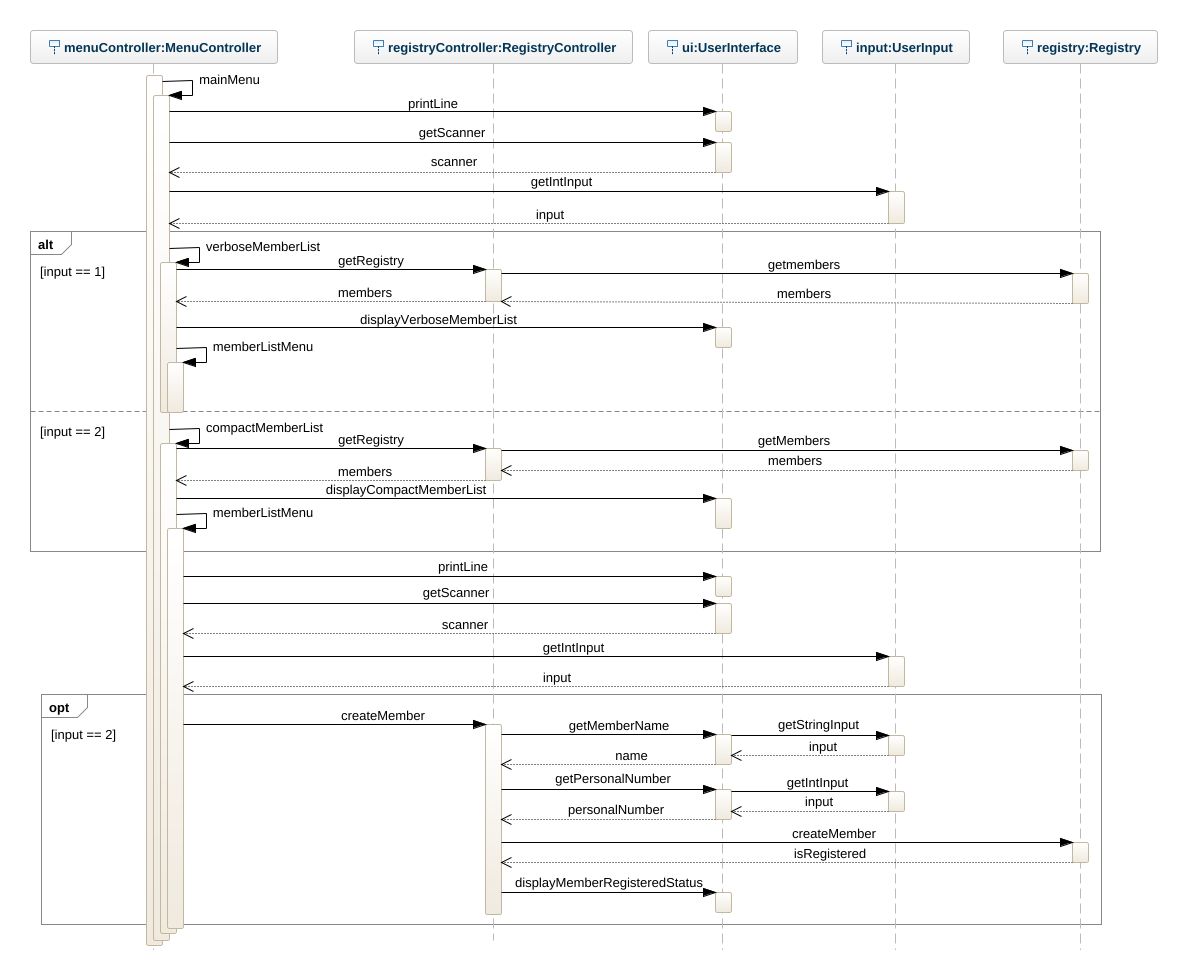 menuController:MenuController
registryController:RegistryController
ui:UserInterface
input:UserInput
registry:Registry
mainMenu
printLine
getScanner
scanner
getIntInput
input
alt
verboseMemberList
[input == 1]
getRegistry
getmembers
members
members
displayVerboseMemberList
memberListMenu
[input == 2]
compactMemberList
getRegistry
getMembers
members
members
displayCompactMemberList
memberListMenu
printLine
getScanner
scanner
getIntInput
input
opt
[input == 2]
createMember
getMemberName
getStringInput
input
name
getPersonalNumber
getIntInput
input
personalNumber
createMember
isRegistered
displayMemberRegisteredStatus